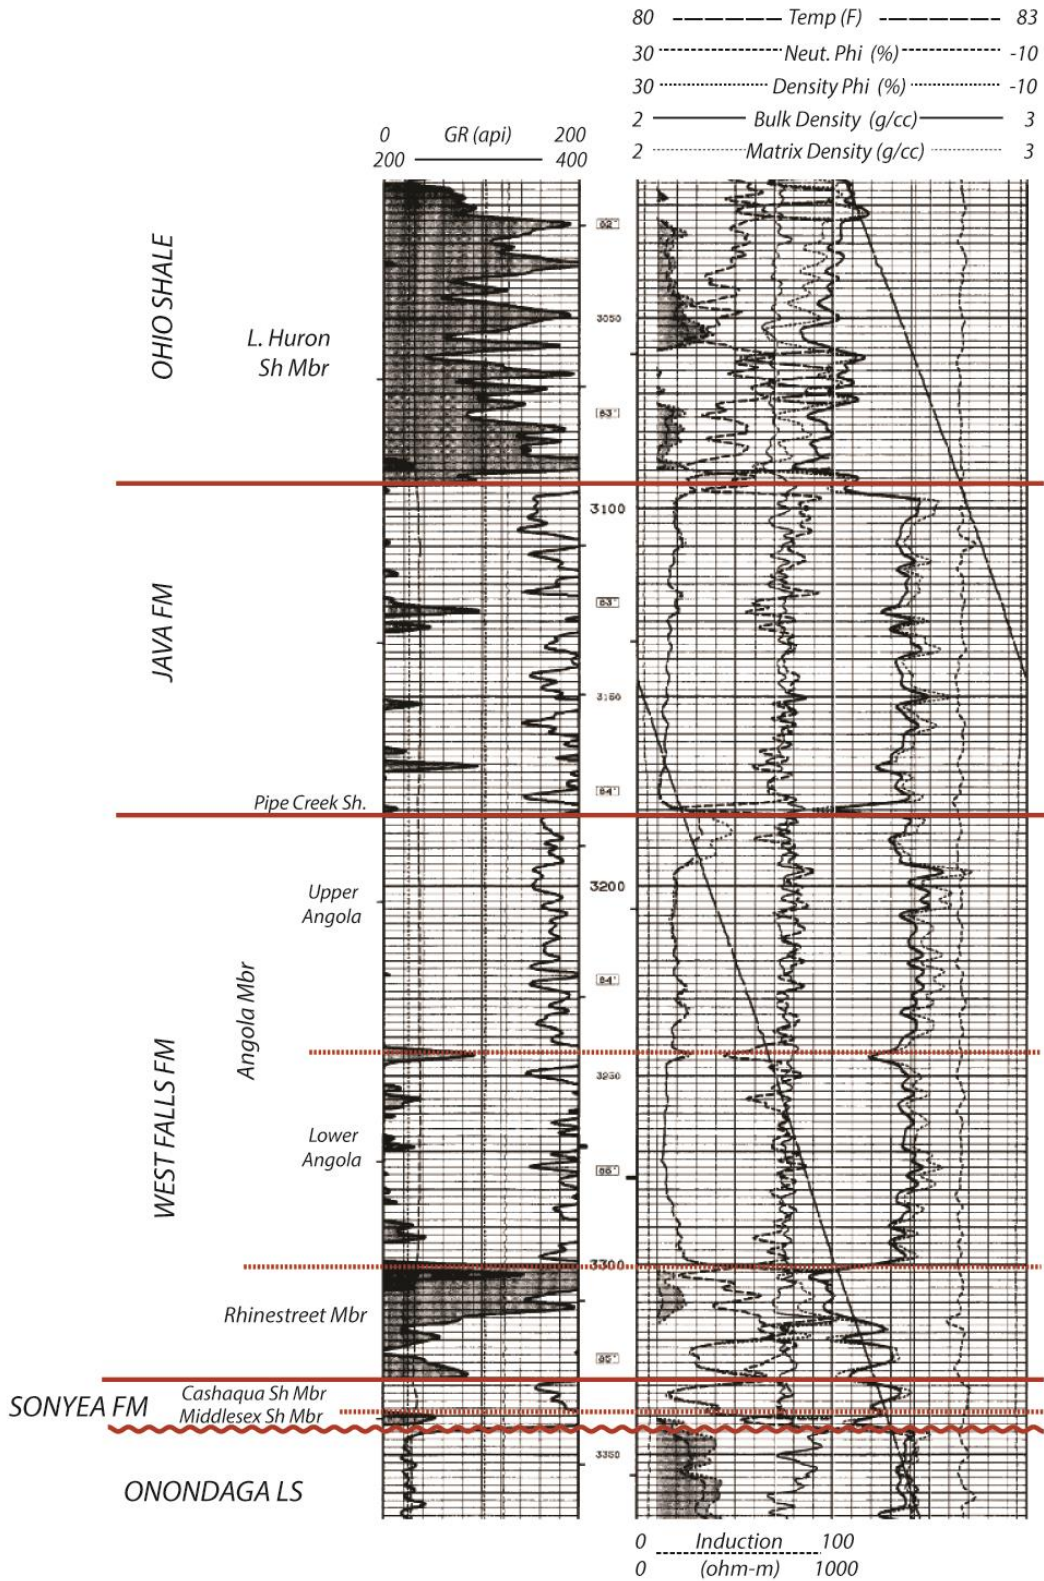 80 Temp (F) 83
30 Neut. Phi (%) -10
30 Density Phi (%) -10
2 Bulk Density (g/cc) 3
2 Matrix Density (g/cc) 3
0 GR (api) 200
200 400
OHIO SHALE
L. Huron
Sh Mbr
3050
JAVA FM
3100
3150
Pipe Creek Sh.
WEST FALLS FM
Angola Mbr
Upper
Angola
3200
3250
Lower
Angola
3300
Rhinestreet Mbr
SONYEA FM
Cashaqua Sh Mbr
Middlesex Sh Mbr
3350
ONONDAGA LS
0 Induction 100
0 (ohm-m) 1000